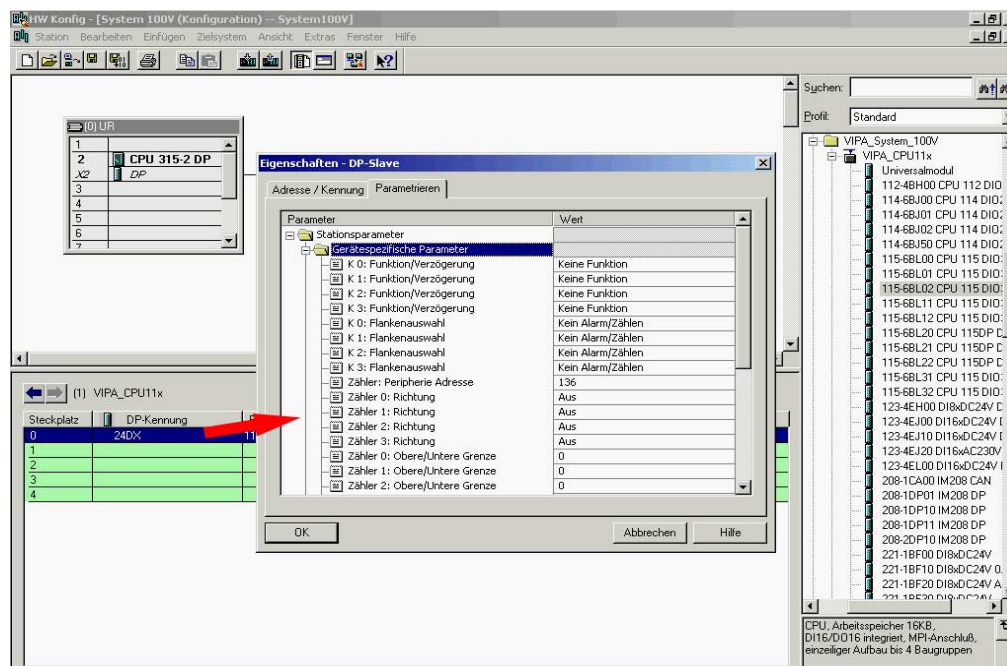 HW Konfig - [System 100V (Konfiguration) -- System100V]
Station Bearbeiten Einfügen Zielsystem Ansicht Extras Fenster Hilfe
(0) UR
1
2 CPU 315-2 DP
X2 DP
3
4
5
6
7
(1) VIPA_CPU11x
Steckplatz DP-Kennung
0 24DX 11
1
2
3
4
Eigenschaften - DP-Slave
Adresse / Kennung Parametrieren
Parameter Wert
Stationsparameter
Gerätespezifische Parameter
K 0: Funktion/Verzögerung Keine Funktion
K 1: Funktion/Verzögerung Keine Funktion
K 2: Funktion/Verzögerung Keine Funktion
K 3: Funktion/Verzögerung Keine Funktion
K 0: Flankenauswahl Kein Alarm/Zählen
K 1: Flankenauswahl Kein Alarm/Zählen
K 2: Flankenauswahl Kein Alarm/Zählen
K 3: Flankenauswahl Kein Alarm/Zählen
Zähler: Peripherie Adresse 136
Zähler 0: Richtung Aus
Zähler 1: Richtung Aus
Zähler 2: Richtung Aus
Zähler 3: Richtung Aus
Zähler 0: Obere/Untere Grenze 0
Zähler 1: Obere/Untere Grenze 0
Zähler 2: Obere/Untere Grenze 0
OK Abbrechen Hilfe
Suchen:
Profil: Standard
VIPA_System_100V
VIPA_CPU11x
Universalmodul
112-4BH00 CPU 112 DIO
114-6BJ00 CPU 114 DIO2
114-6BJ01 CPU 114 DIO2
114-6BJ02 CPU 114 DIO2
114-6BJ50 CPU 114 DIO2
115-6BL00 CPU 115 DIO
115-6BL01 CPU 115 DIO
115-6BL02 CPU 115 DIO
115-6BL11 CPU 115 DIO
115-6BL12 CPU 115 DIO
115-6BL20 CPU 115DP D
115-6BL21 CPU 115DP D
115-6BL22 CPU 115DP D
115-6BL31 CPU 115 DIO
115-6BL32 CPU 115 DIO
123-4EH00 DI8xDC24V D
123-4EJ00 DI16xDC24V
123-4EJ10 DI16xDC24V
123-4EJ20 DI16xAC230V
123-4EL00 DI16xDC24V
208-1CA00 IM208 CAN
208-1DP01 IM208 DP
208-1DP10 IM208 DP
208-1DP11 IM208 DP
208-2DP10 IM208 DP
221-1BF00 DI8xDC24V
221-1BF10 DI8xDC24V 0.
221-1BF20 DI8xDC24V A
CPU, Arbeitsspeicher 16KB,
DI16/DO16 integriert, MPI-Anschluß,
einzeiliger Aufbau bis 4 Baugruppen